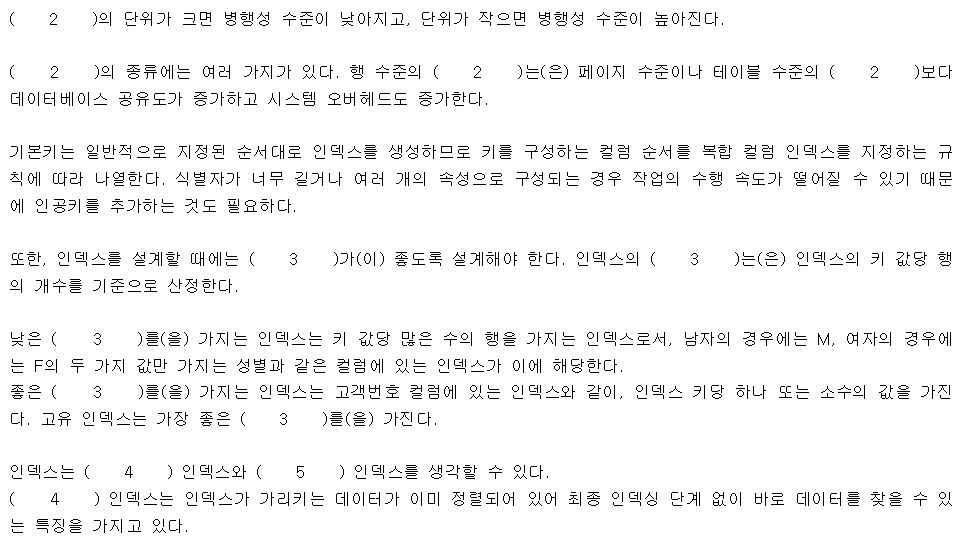 (  2  )의 단위가 크면 병행성 수준이 낮아지고, 단위가 작으면 병행성 수준이 높아진다.
(  2  )의 종류에는 여러 가지가 있다. 행 수준의 (  2  )는(은) 페이지 수준이나 테이블 수준의 (  2  )보다
데이터베이스 공유도가 증가하고 시스템 오버헤드도 증가한다.
기본키는 일반적으로 지정된 순서대로 인덱스를 생성하므로 키를 구성하는 컬럼 순서를 복합 컬럼 인덱스를 지정하는 규
칙에 따라 나열한다. 식별자가 너무 길거나 여러 개의 속성으로 구성되는 경우 작업의 수행 속도가 떨어질 수 있기 때문
에 인공키를 추가하는 것도 필요하다.
또한, 인덱스를 설계할 때에는 (  3  )가(이) 좋도록 설계해야 한다. 인덱스의 (  3  )는(은) 인덱스의 키 값당 행
의 개수를 기준으로 산정한다.
낮은 (  3  )를(을) 가지는 인덱스는 키 값당 많은 수의 행을 가지는 인덱스로서, 남자의 경우에는 M, 여자의 경우에
는 F의 두 가지 값만 가지는 성별과 같은 컬럼에 있는 인덱스가 이에 해당한다.
좋은 (  3  )를(을) 가지는 인덱스는 고객번호 컬럼에 있는 인덱스와 같이, 인덱스 키당 하나 또는 소수의 값을 가진
다. 고유 인덱스는 가장 좋은 (  3  )를(을) 가진다.
인덱스는 (  4  ) 인덱스와 (  5  ) 인덱스를 생각할 수 있다.
(  4  ) 인덱스는 인덱스가 가리키는 데이터가 이미 정렬되어 있어 최종 인덱싱 단계 없이 바로 데이터를 찾을 수 있
는 특징을 가지고 있다.